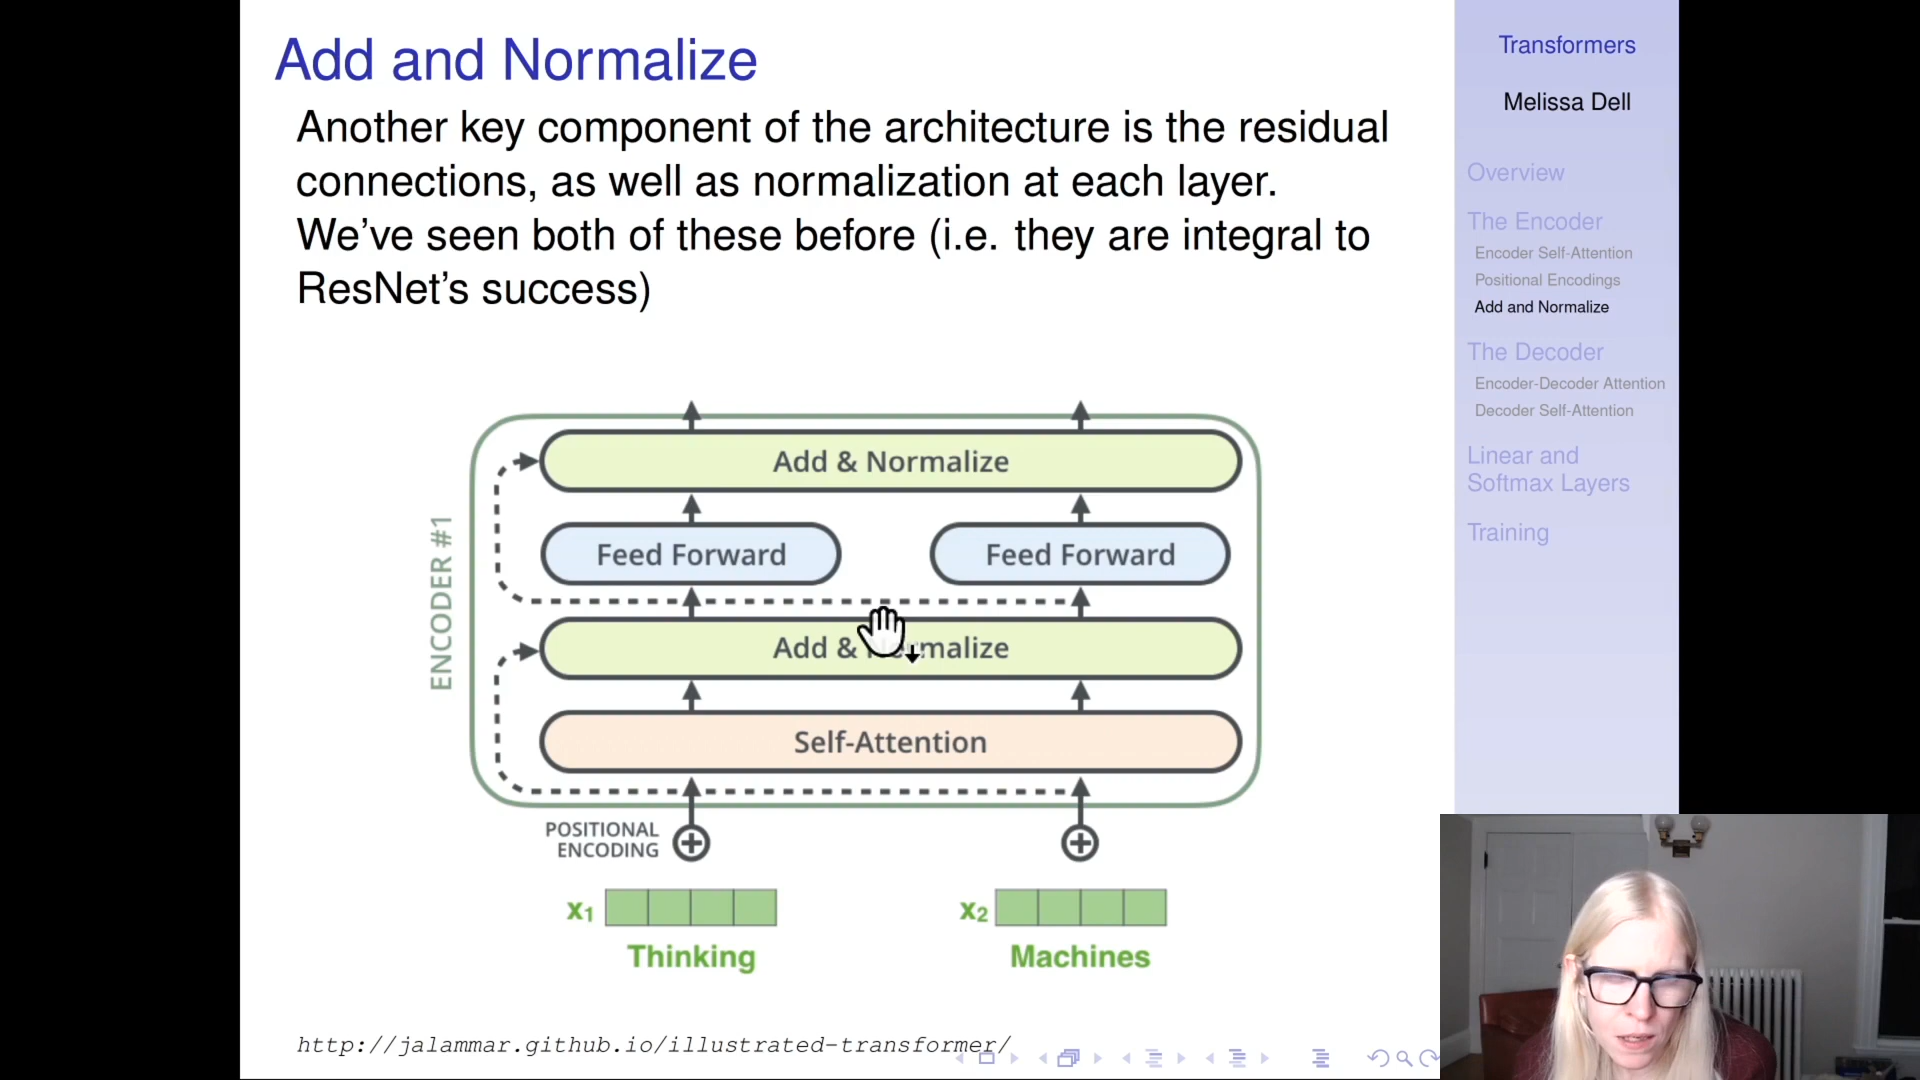 Add and Normalize
Another key component of the architecture is the residual
connections, as well as normalization at each layer.
We've seen both of these before (i.e. they are integral to
ResNet's success)
ENCODER #1
Add & Normalize
Feed Forward
Feed Forward
Add & Normalize
Self-Attention
POSITIONAL
ENCODING
x1
x2
Thinking
Machines
http://jalammar.github.io/illustrated-transformer/
Transformers
Melissa Dell
Overview
The Encoder
Encoder Self-Attention
Positional Encodings
Add and Normalize
The Decoder
Encoder-Decoder Attention
Decoder Self-Attention
Linear and
Softmax Layers
Training